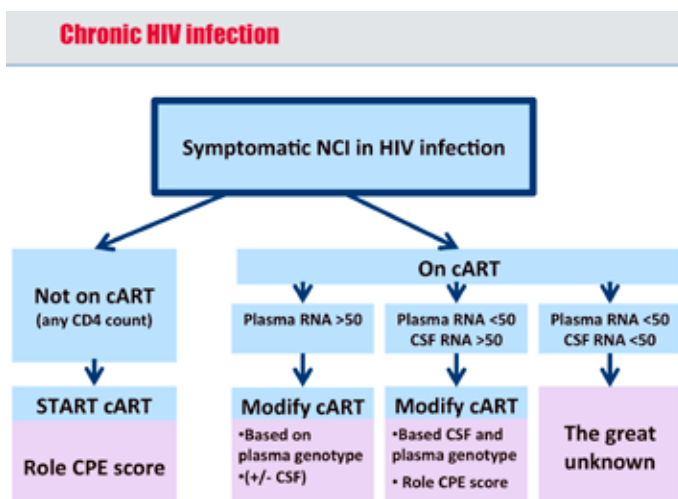 Chronic HIV infection
Symptomatic NCI in HIV infection
Not on cART
(any CD4 count)
START cART
Role CPE score
On cART
Plasma RNA >50
Modify cART
•Based on
plasma genotype
•(+/- CSF)
Plasma RNA <50
CSF RNA >50
Modify cART
•Based CSF and
plasma genotype
• Role CPE score
Plasma RNA <50
CSF RNA <50
The great
unknown